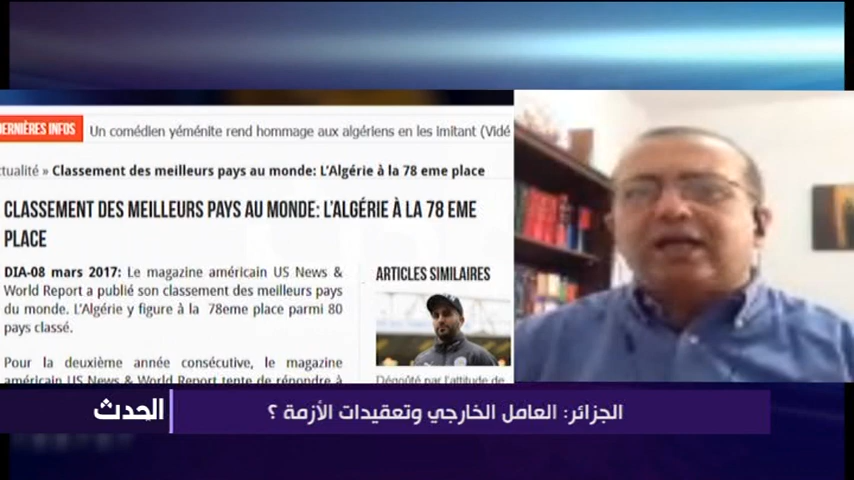 DERNIÈRES INFOS
Un comédien yéménite rend hommage aux algériens en les imitant (Vidé
ctualité » Classement des meilleurs pays au monde: L'Algérie à la 78 eme place
CLASSEMENT DES MEILLEURS PAYS AU MONDE: L'ALGÉRIE À LA 78 EME
PLACE
DIA-08 mars 2017: Le magazine américain US News &
World Report a publié son classement des meilleurs pays
du monde. L'Algérie y figure à la 78eme place parmi 80
pays classé.
Pour la deuxième année consécutive, le magazine
américain US News & World Report tente de répondre à
ARTICLES SIMILAIRES
Dégoûté par l'attitude de
الجزائر: العامل الخارجي وتعقيدات الأزمة ؟
الحدث